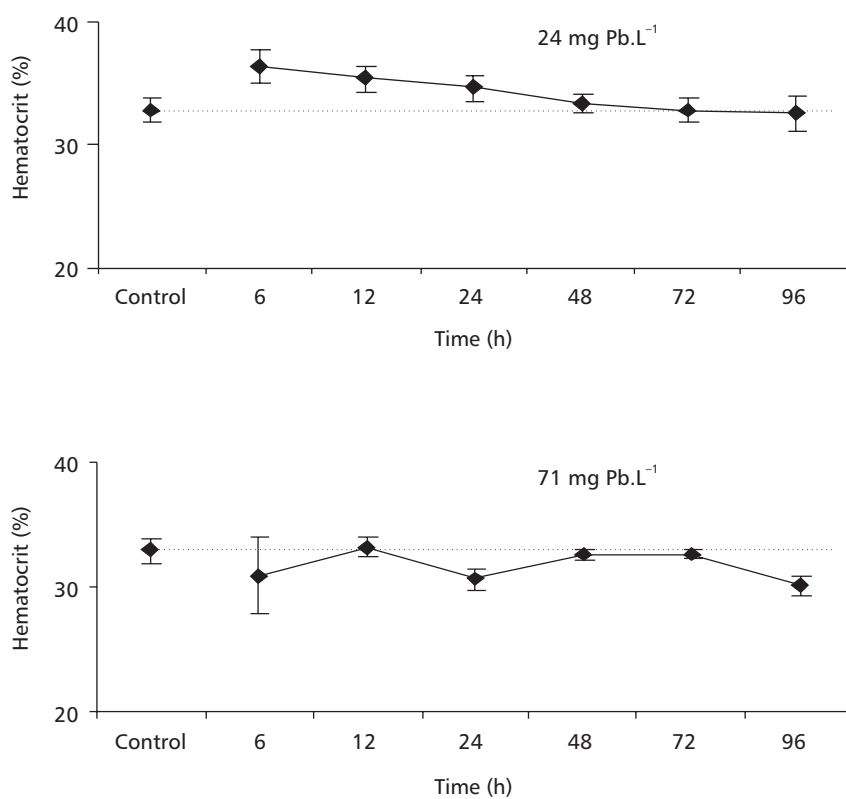 24 mg Pb.L⁻¹
Hematocrit (%)
40
30
20
Control 6 12 24 48 72 96
Time (h)
71 mg Pb.L⁻¹
Hematocrit (%)
40
30
20
Control 6 12 24 48 72 96
Time (h)